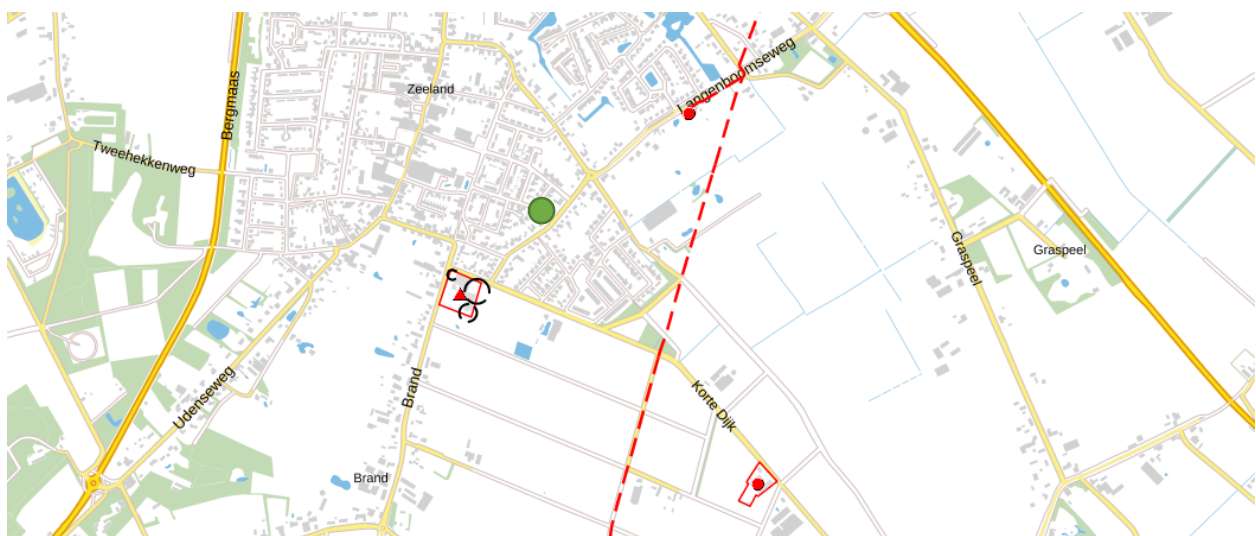 Langenboomseweg
Bergmaas
Zeeland
Tweehekkenweg
Graspeel
Graspeel
Udenseweg
Brand
Korte Dijk
Brand